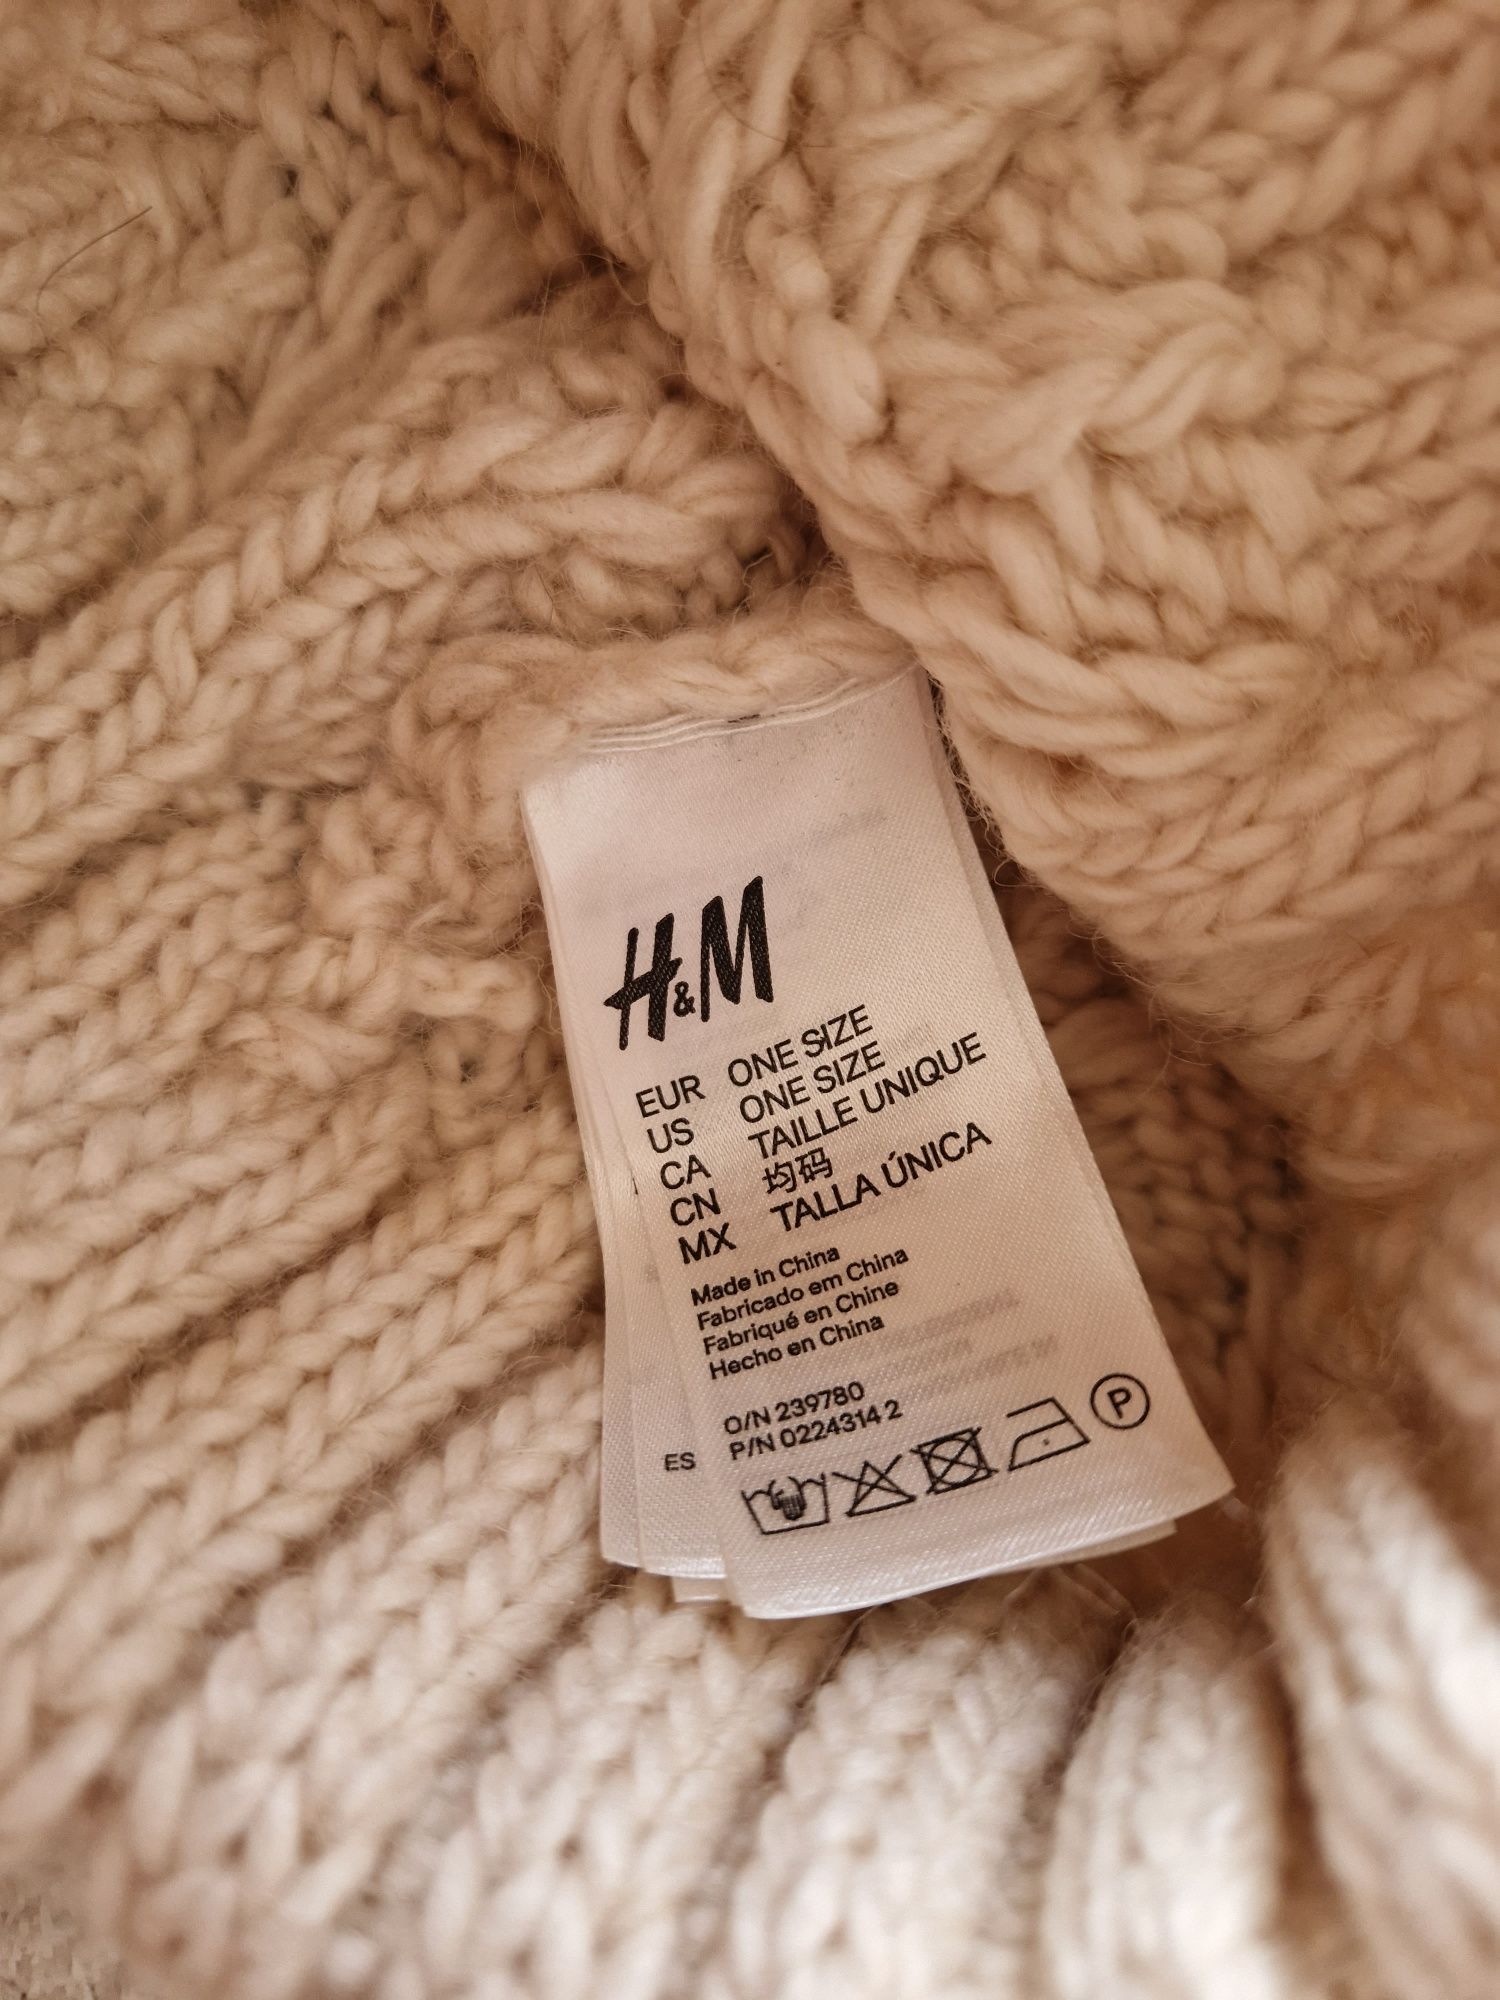 H&M
EUR ONE SIZE
US ONE SIZE
CA TAILLE UNIQUE
CN 均码
MX TALLA ÚNICA
Made in China
Fabricado em China
Fabriqué en Chine
Hecho en China
O/N 239780
P/N 0224314 2
ES
P